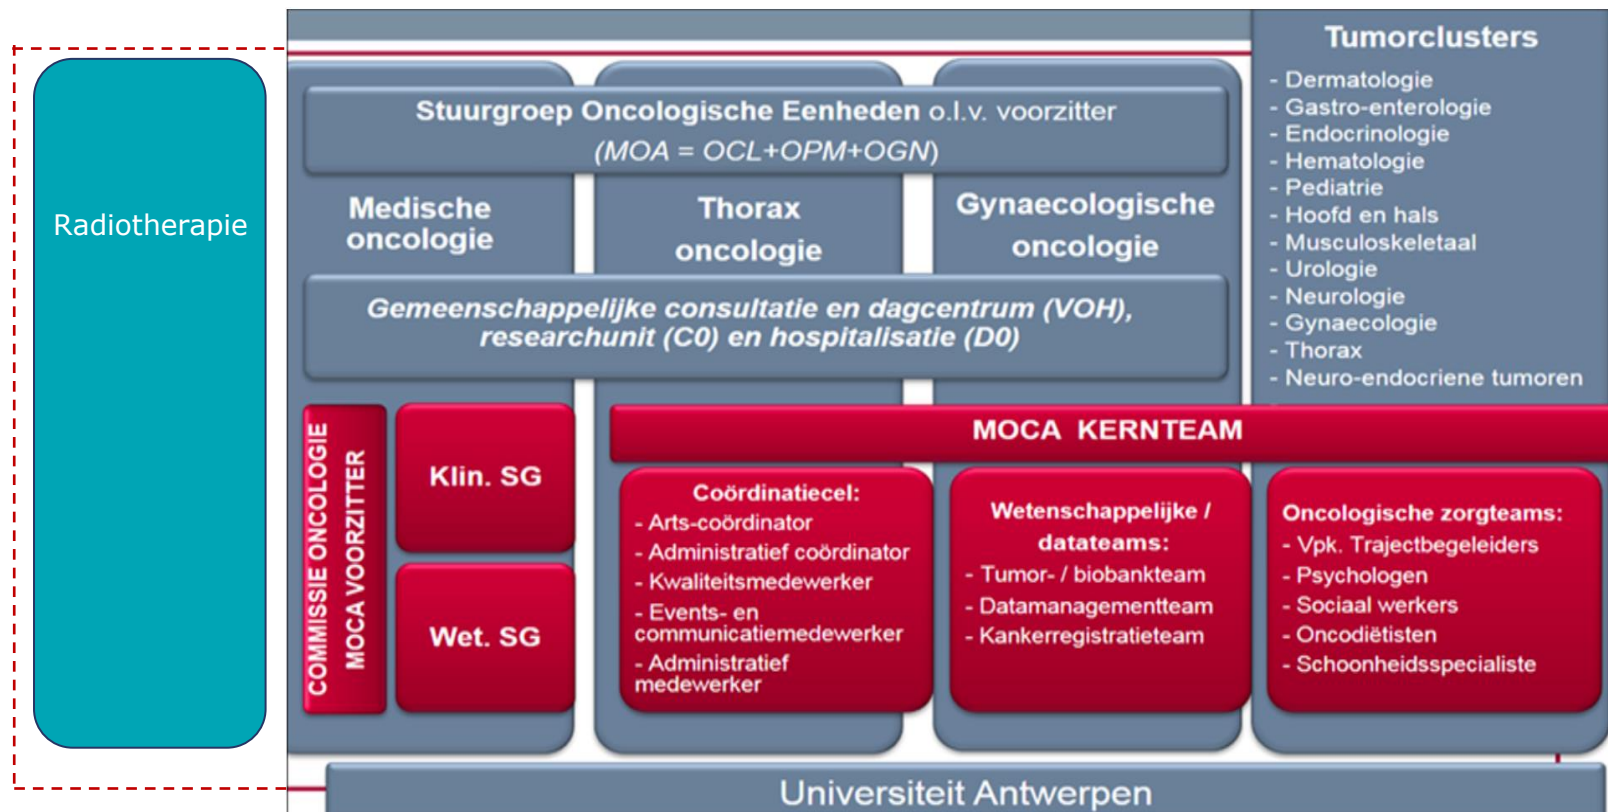 Radiotherapie
Stuurgroep Oncologische Eenheden o.l.v. voorzitter
(MOA = OCL+OPM+OGN)
Medische
oncologie
Thorax
oncologie
Gynaecologische
oncologie
Gemeenschappelijke consultatie en dagcentrum (VOH),
researchunit (C0) en hospitalisatie (D0)
Tumorclusters
- Dermatologie
- Gastro-enterologie
- Endocrinologie
- Hematologie
- Pediatrie
- Hoofd en hals
- Musculoskeletaal
- Urologie
- Neurologie
- Gynaecologie
- Thorax
- Neuro-endocriene tumoren
COMMISSIE ONCOLOGIE
MOCA VOORZITTER
Klin. SG
Wet. SG
MOCA KERNTEAM
Coördinatiecel:
- Arts-coördinator
- Administratief coördinator
- Kwaliteitsmedewerker
- Events- en
communicatiemedewerker
- Administratief
medewerker
Wetenschappelijke /
datateams:
- Tumor- / biobankteam
- Datamanagementteam
- Kankerregistratieteam
Oncologische zorgteams:
- Vpk. Trajectbegeleiders
- Psychologen
- Sociaal werkers
- Oncodiëtisten
- Schoonheidsspecialiste
Universiteit Antwerpen